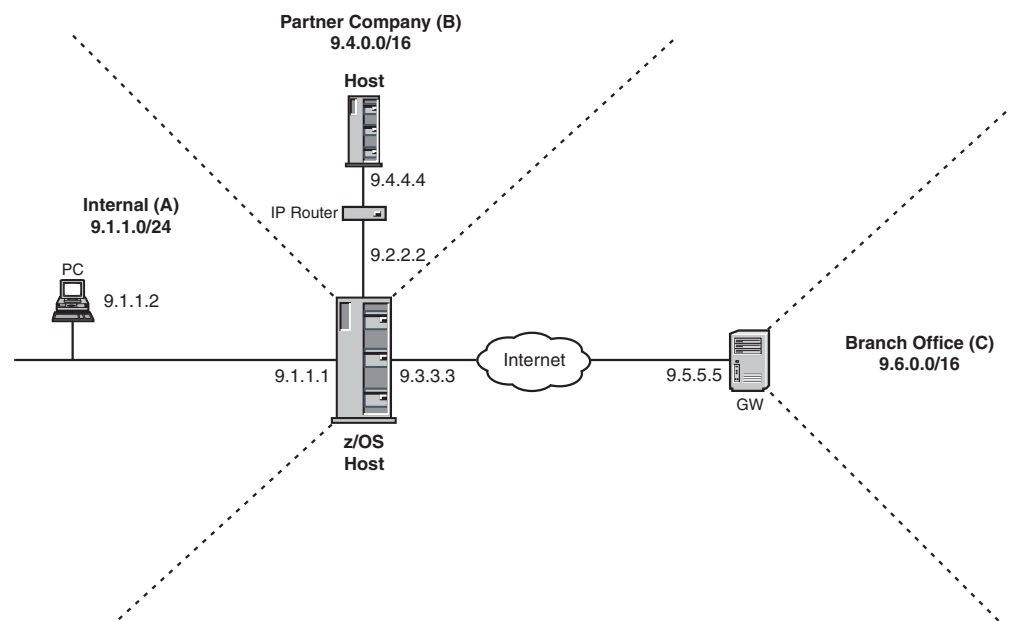 Partner Company (B)
9.4.0.0/16
Host
9.4.4.4
Internal (A)
9.1.1.0/24
IP Router
9.2.2.2
PC
9.1.1.2
Internet
Branch Office (C)
9.6.0.0/16
9.1.1.1
9.3.3.3
9.5.5.5
GW
z/OS
Host